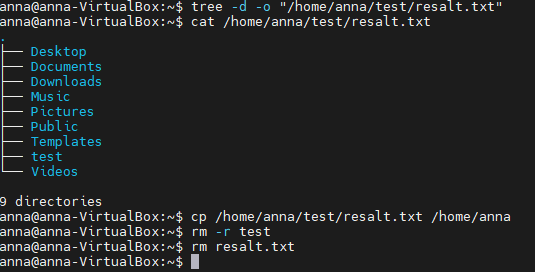 anna@anna-VirtualBox:~$ tree -d -o "/home/anna/test/resalt.txt"
anna@anna-VirtualBox:~$ cat /home/anna/test/resalt.txt
.
├── Desktop
├── Documents
├── Downloads
├── Music
├── Pictures
├── Public
├── Templates
├── test
└── Videos
9 directories
anna@anna-VirtualBox:~$ cp /home/anna/test/resalt.txt /home/anna
anna@anna-VirtualBox:~$ rm -r test
anna@anna-VirtualBox:~$ rm resalt.txt
anna@anna-VirtualBox:~$